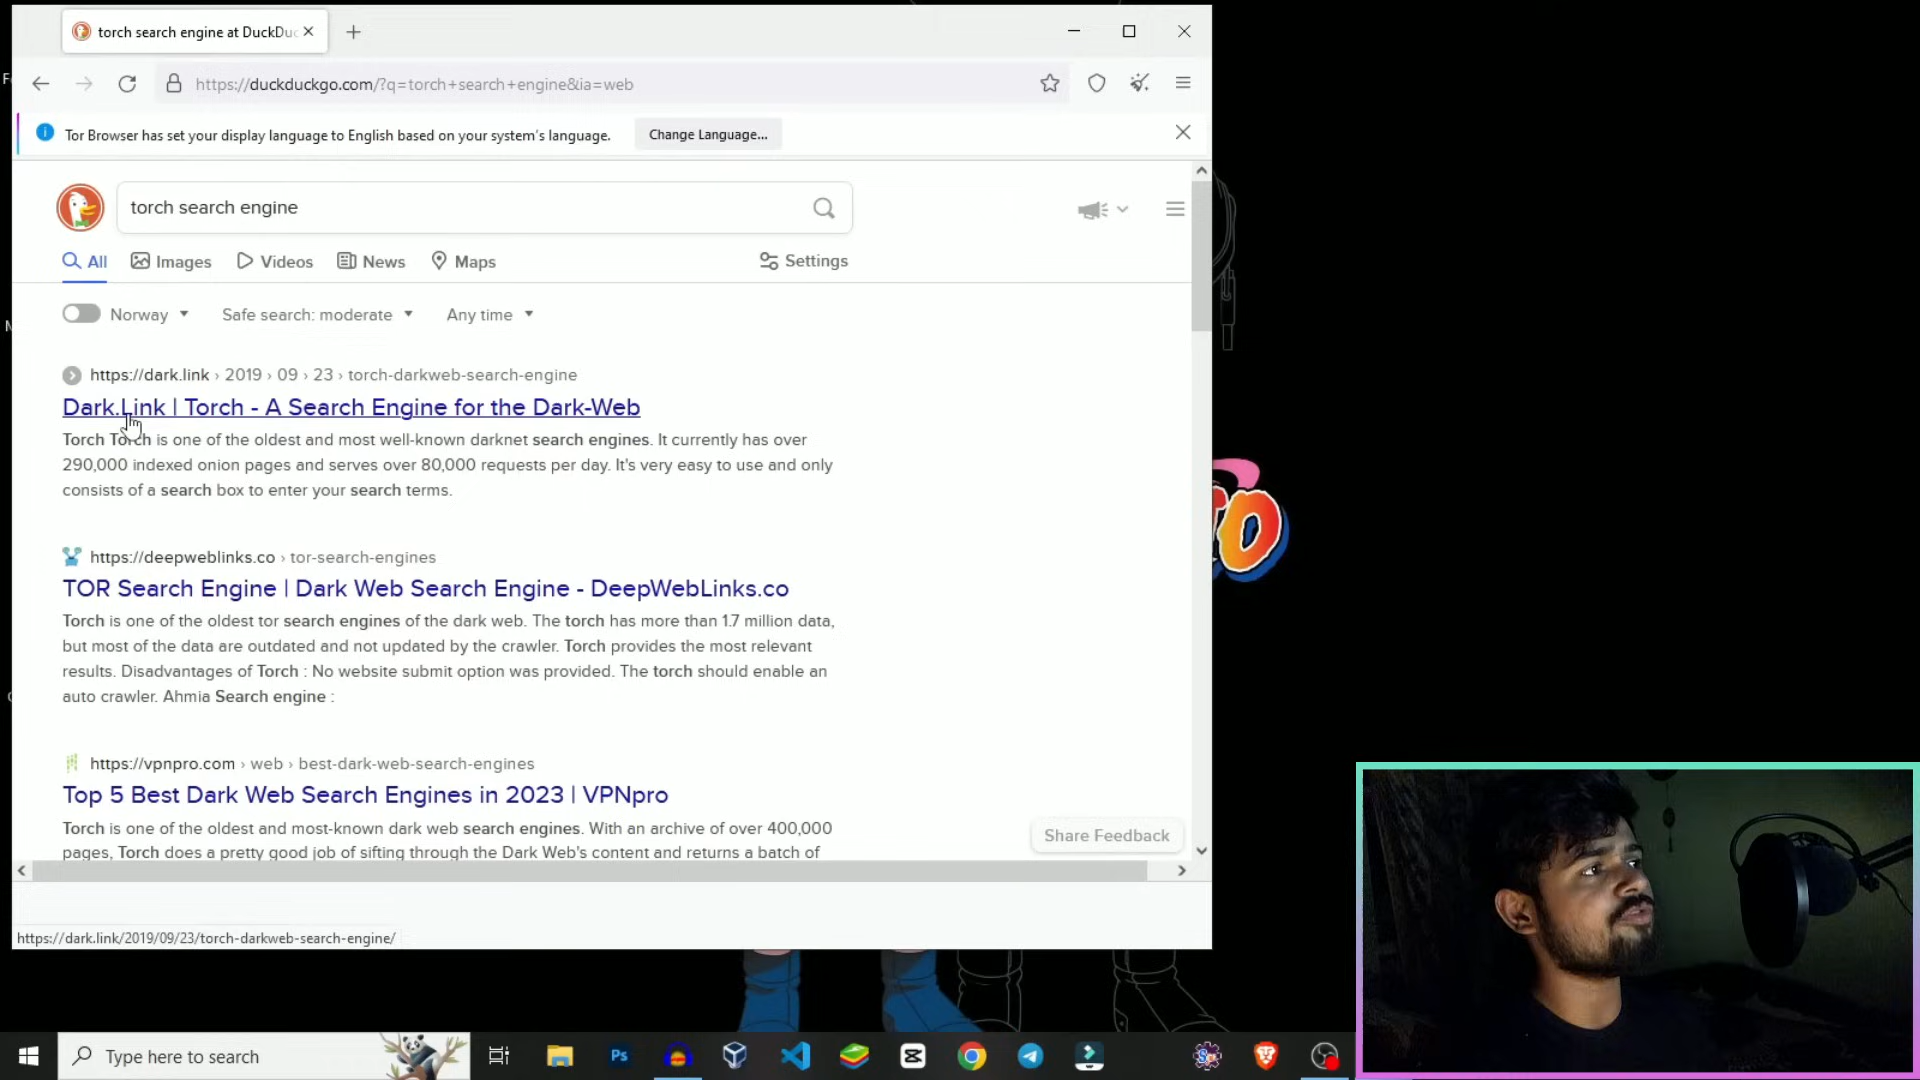 torch search engine at DuckDuc
https://duckduckgo.com/?q=torch+search+engine&ia=web
Tor Browser has set your display language to English based on your system's language.
Change Language...
torch search engine
All
Images
Videos
News
Maps
Settings
Norway
Safe search: moderate
Any time
https://dark.link › 2019 › 09 › 23 › torch-darkweb-search-engine
Dark.Link | Torch - A Search Engine for the Dark-Web
Torch Torch is one of the oldest and most well-known darknet search engines. It currently has over
290,000 indexed onion pages and serves over 80,000 requests per day. It's very easy to use and only
consists of a search box to enter your search terms.
https://deepweblinks.co › tor-search-engines
TOR Search Engine | Dark Web Search Engine - DeepWebLinks.co
Torch is one of the oldest tor search engines of the dark web. The torch has more than 1.7 million data,
but most of the data are outdated and not updated by the crawler. Torch provides the most relevant
results. Disadvantages of Torch : No website submit option was provided. The torch should enable an
auto crawler. Ahmia Search engine :
https://vpnpro.com › web › best-dark-web-search-engines
Top 5 Best Dark Web Search Engines in 2023 | VPNpro
Torch is one of the oldest and most-known dark web search engines. With an archive of over 400,000
pages, Torch does a pretty good job of sifting through the Dark Web's content and returns a batch of
Share Feedback
https://dark.link/2019/09/23/torch-darkweb-search-engine/
Type here to search
Ps